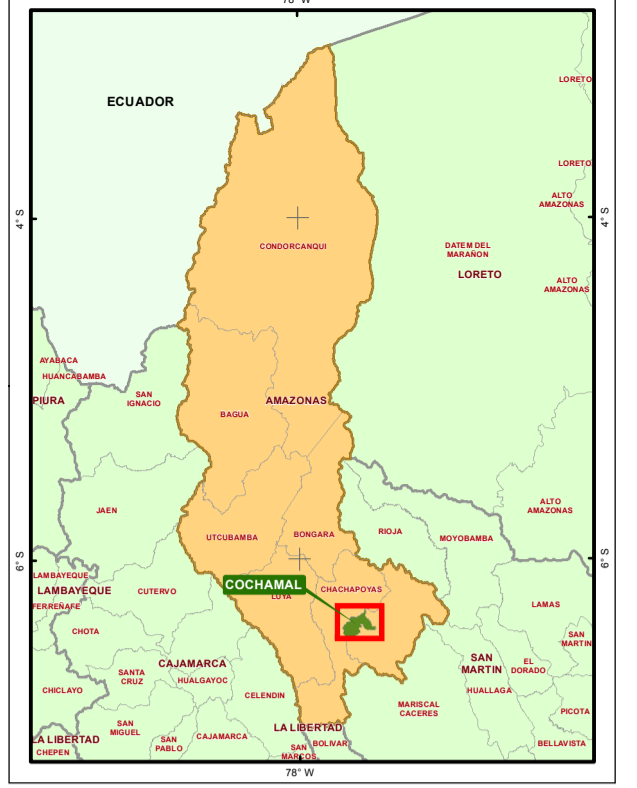 78° W
ECUADOR
LORETO
LORETO
ALTO
AMAZONAS
4° S
4° S
CONDORCANQUI
DATEM DEL
MARAÑON
LORETO
ALTO
AMAZONAS
AYABACA
HUANCABAMBA
PIURA
SAN
IGNACIO
AMAZONAS
BAGUA
JAEN
ALTO
AMAZONAS
UTCUBAMBA
BONGARA
RIOJA
MOYOBAMBA
6° S
6° S
LAMBAYEQUE
LAMBAYEQUE
FERREÑAFE
CUTERVO
COCHAMAL
LUYA
CHACHAPOYAS
LAMAS
CHOTA
SAN
MARTIN
CAJAMARCA
SANTA
CRUZ
HUALGAYOC
SAN
MARTIN
EL
DORADO
CHICLAYO
CELENDIN
HUALLAGA
MARISCAL
CACERES
PICOTA
SAN
MIGUEL
LA LIBERTAD
LA LIBERTAD
CHEPEN
SAN
PABLO
CAJAMARCA
SAN
MARCOS
BOLIVAR
BELLAVISTA
78° W